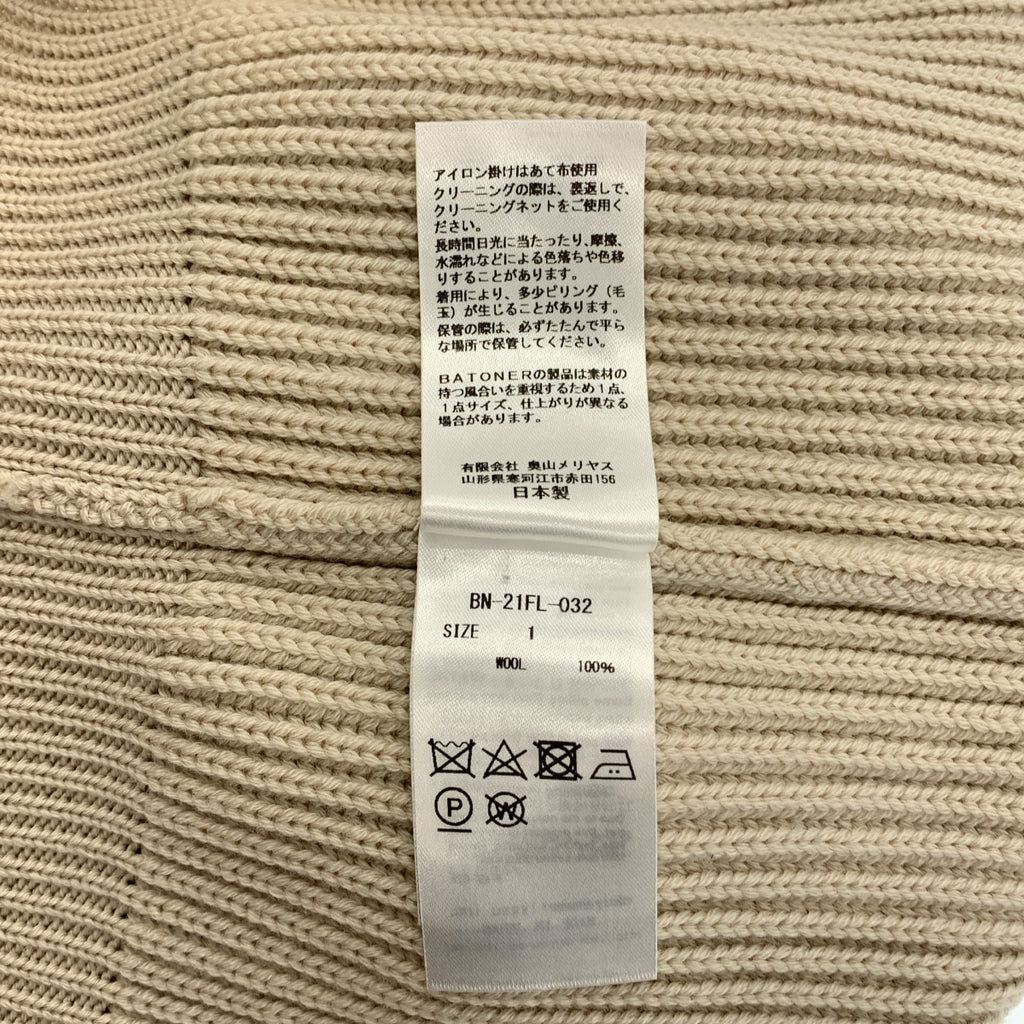 アイロン掛けはあて布使用
クリーニングの際は、裏返しで、
クリーニングネットをご使用く
ださい。
長時間日光に当たったり、摩擦、
水濡れなどによる色落ちや色移
りすることがあります。
着用により、多少ピリング（毛
玉）が生じることがあります。
保管の際は、必ずたたんで平ら
な場所で保管してください。
BATONERの製品は素材の
持つ風合いを重視するため1点、
1点サイズ、仕上がりが異なる
場合があります。
有限会社 奥山メリヤス
山形県寒河江市赤田156
日本製
BN-21FL-032
SIZE 1
WOOL 100%
P W